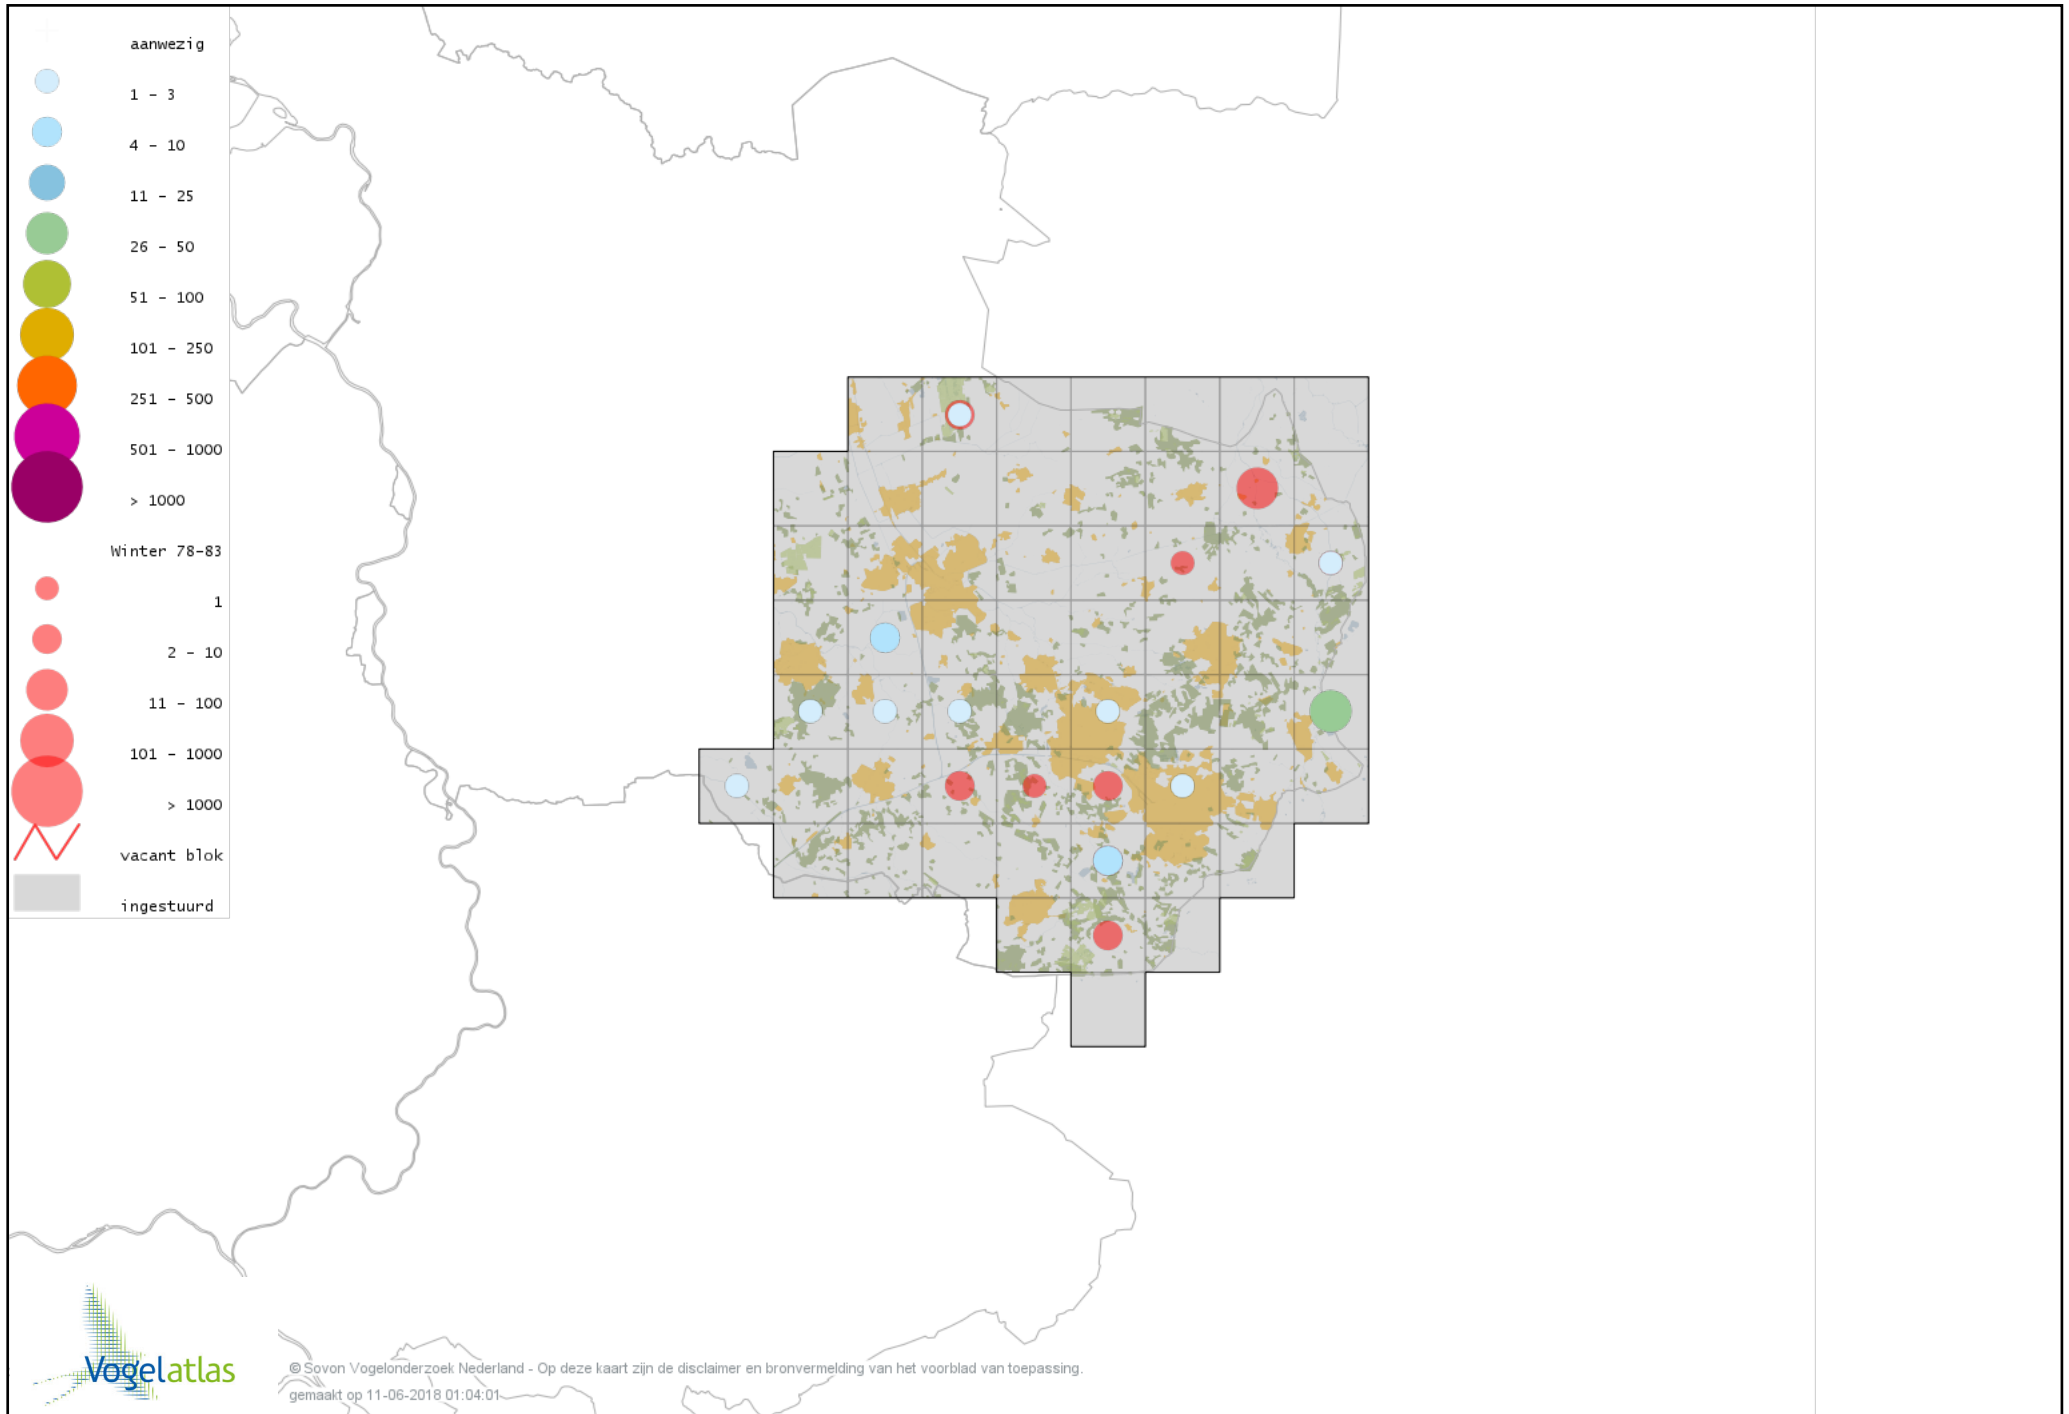 aanwezig
1 - 3
4 - 10
11 - 25
26 - 50
51 - 100
101 - 250
251 - 500
501 - 1000
> 1000
Winter 78-83
1
2 - 10
11 - 100
101 - 1000
> 1000
vacant blok
ingestuurd
Vogelatlas
© Sovon Vogelonderzoek Nederland - Op deze kaart zijn de disclaimer en bronvermelding van het voorblad van toepassing.
gemaakt op 11-06-2018 01:04:01